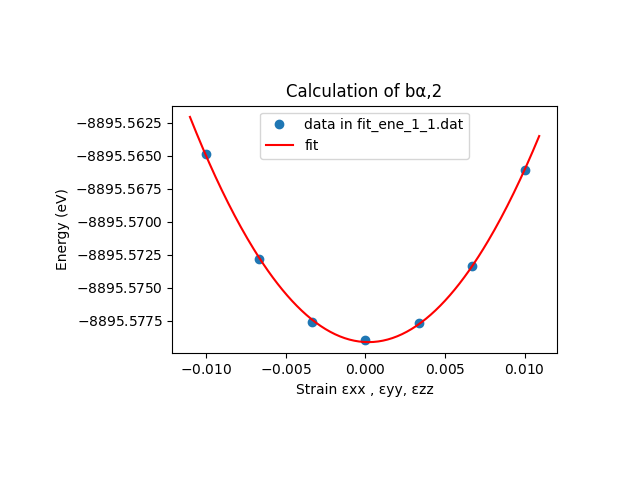 Calculation of bα,2
data in fit_ene_1_1.dat
fit
Energy (eV)
−8895.5625
−8895.5650
−8895.5675
−8895.5700
−8895.5725
−8895.5750
−8895.5775
−0.010
−0.005
0.000
0.005
0.010
Strain εxx , εyy, εzz